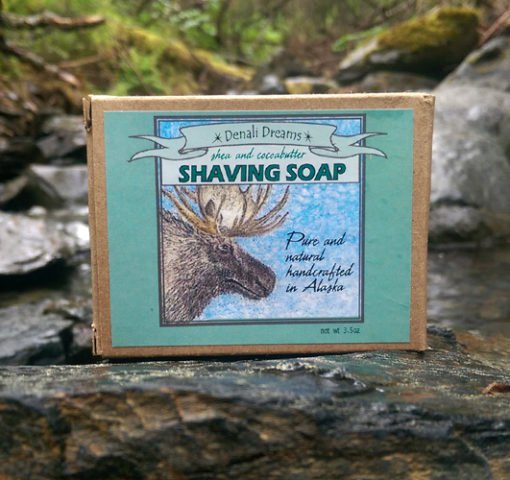 Denali Dreams
shea and cocoabutter
SHAVING SOAP
Pure and
natural
handcrafted
in Alaska
net wt 3.5oz